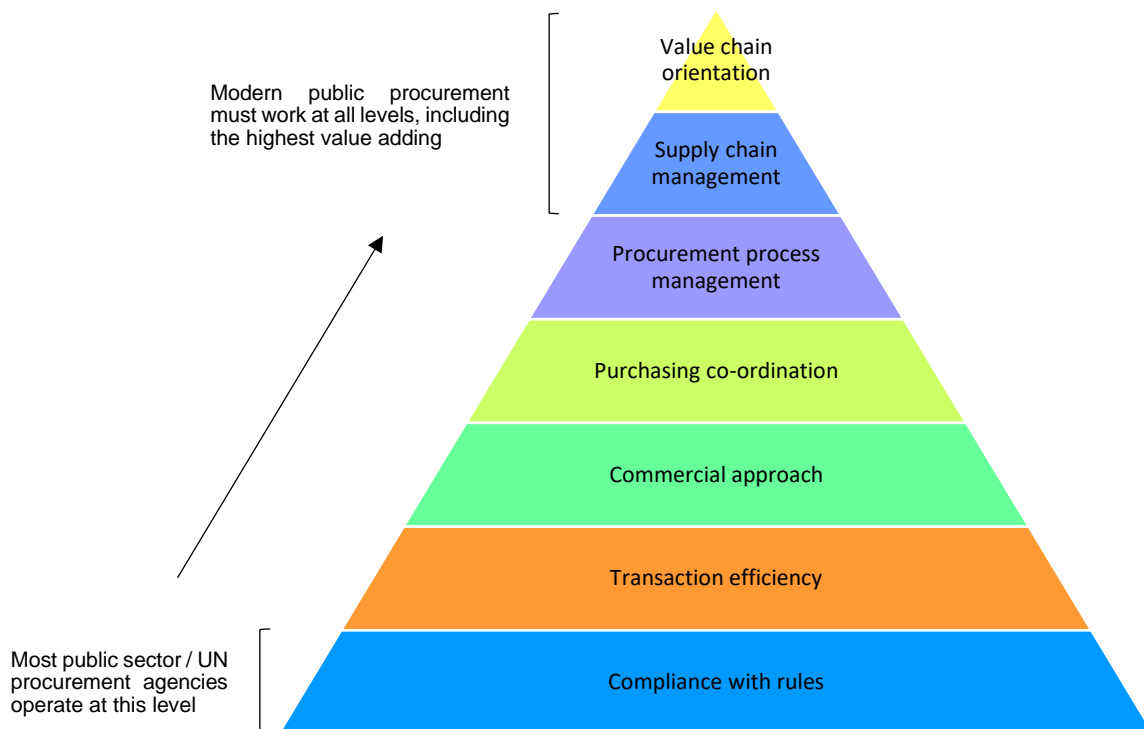 Value chain
orientation
Modern public procurement
must work at all levels, including
the highest value adding
Supply chain
management
Procurement process
management
Purchasing co-ordination
Commercial approach
Transaction efficiency
Most public sector / UN
procurement agencies
operate at this level
Compliance with rules